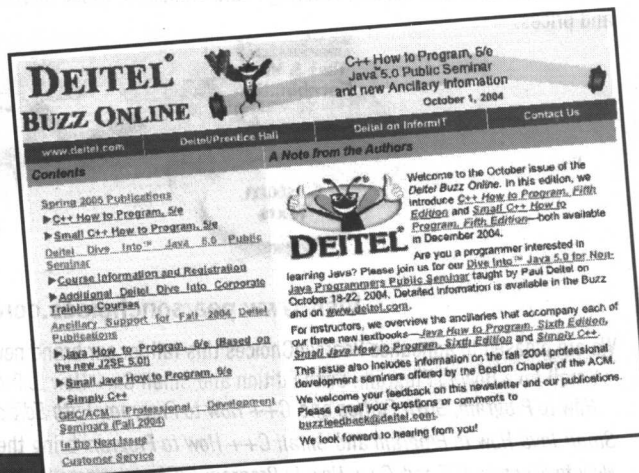 DEITEL®
BUZZ ONLINE
C++ How to Program, 5/e
Java 5.0 Public Seminar
and new Ancillary Infomation
October 1, 2004
www.deitel.com
Deitel/Prentice Hall
Deitel on InformIT
Contact Us
Contents
Spring 2005 Publications
►C++ How to Program, 5/e
►Small C++ How to Program, 5/e
Deitel Dive Into™ Java 5.0 Public
Seminar
►Course Information and Registration
►Additional Deitel Dive Into Corporate
Training Courses
Ancillary Support for Fall 2004 Deitel
Publications
►Java How to Program, 6/e (Based on
the new J2SE 5.0)
►Small Java How to Program, 6/e
►Simply C++
GBC/ACM Professional Development
Seminars (Fall 2004)
In the Next Issue
Customer Service
A Note from the Authors
DEITEL®
Welcome to the October issue of the
Deitel Buzz Online. In this edition, we
introduce C++ How to Program, Fifth
Edition and Small C++ How to
Program, Fifth Edition—both available
in December 2004.
Are you a programmer interested in
learning Java? Please join us for our Dive Into™ Java 5.0 for Non-
Java Programmers Public Seminar taught by Paul Deitel on
October 18-22, 2004. Detailed information is available in the Buzz
and on www.deitel.com.
For instructors, we overview the ancillaries that accompany each of
our three new textbooks—Java How to Program, Sixth Edition,
Small Java How to Program, Sixth Edition and Simply C++.
This issue also includes information on the fall 2004 professional
development seminars offered by the Boston Chapter of the ACM.
We welcome your feedback on this newsletter and our publications.
Please e-mail your questions or comments to
buzzfeedback@deitel.com.
We look forward to hearing from you!